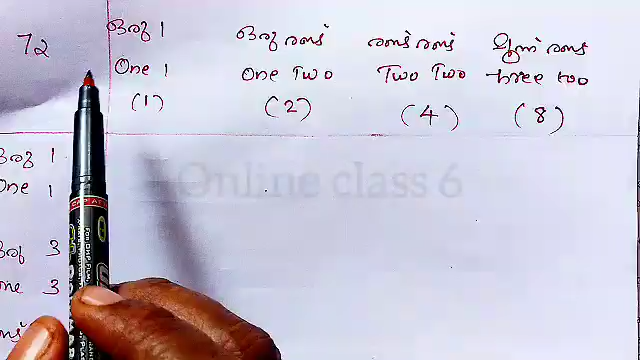 72
ഒരു 1
ഒരു രണ്ട്
രണ്ട് രണ്ട്
മൂന്ന് രണ്ട്
One 1
One Two
Two Two
three two
(1)
(2)
(4)
(8)
Online class 6
ഒരു 1
One 1
ഒരു 3
One 3